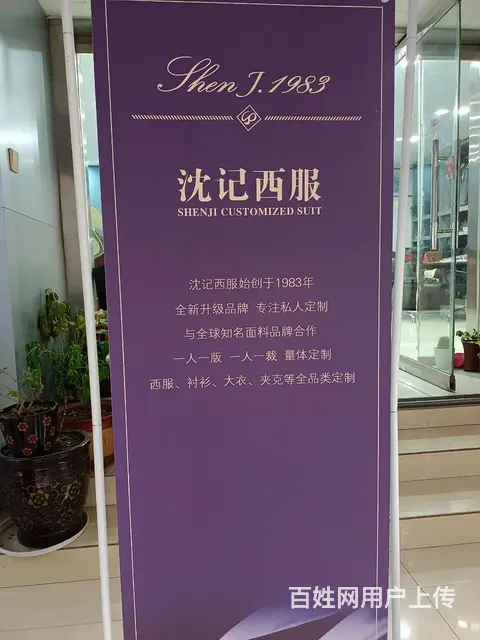 Shen J.1983
沈记西服
SHENJI CUSTOMIZED SUIT
沈记西服始创于1983年
全新升级品牌 专注私人定制
与全球知名面料品牌合作
一人一版 一人一裁 量体定制
西服、衬衫、大衣、夹克等全品类定制
百姓网用户上传